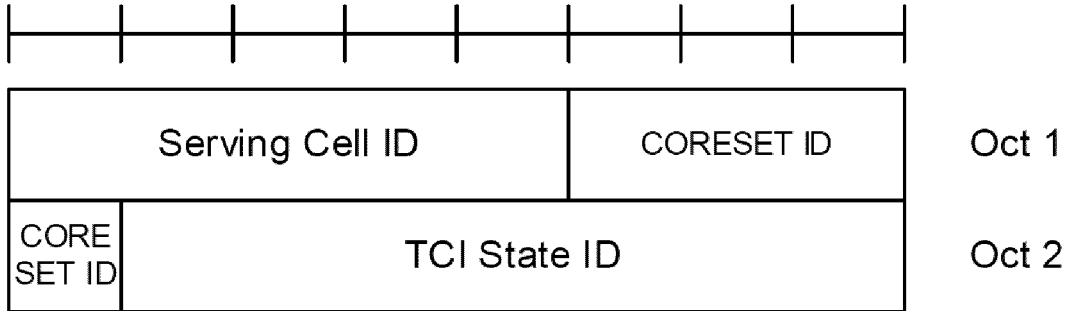 Serving Cell ID CORESET ID Oct 1
CORE
SET ID
TCI State ID Oct 2